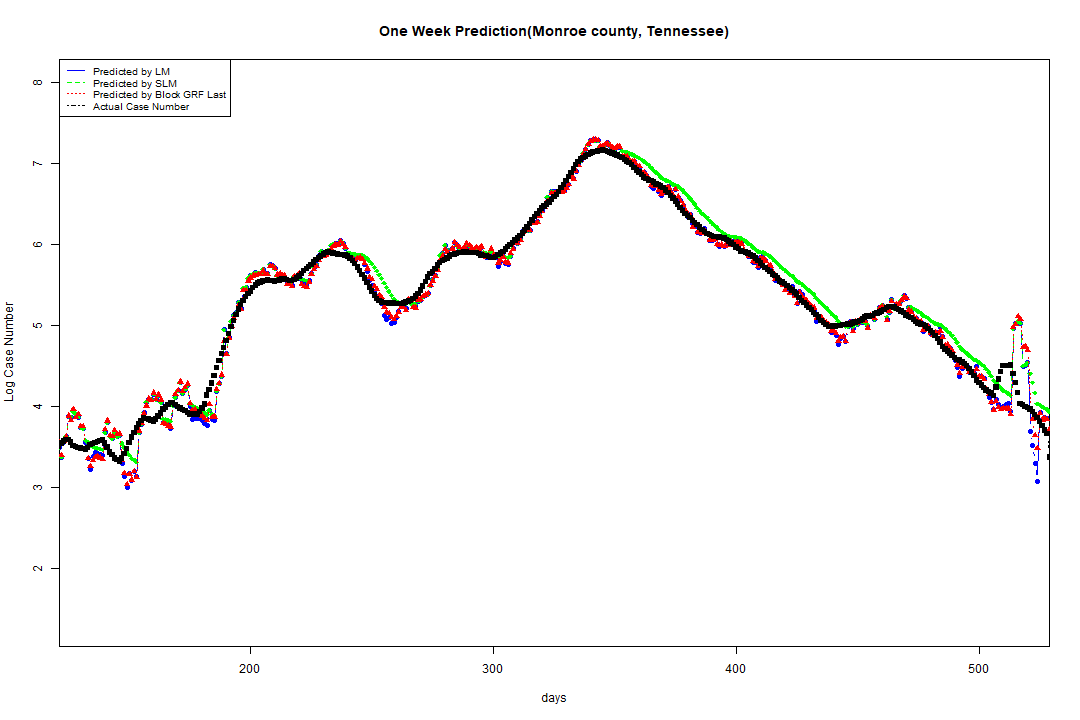 One Week Prediction(Monroe county, Tennessee)
Predicted by LM
Predicted by SLM
Predicted by Block GRF Last
Actual Case Number
8
7
6
5
4
3
2
Log Case Number
200 300 400 500
days